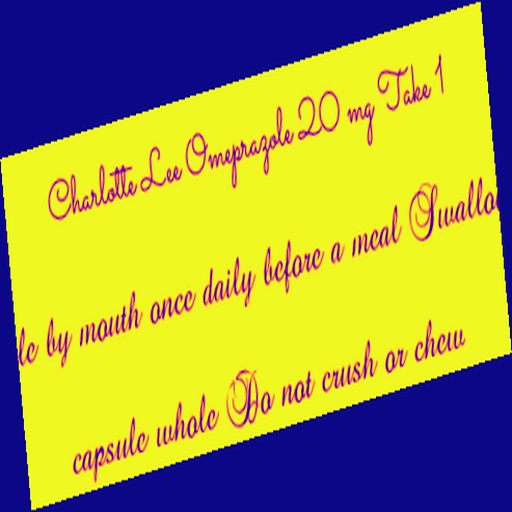 Charlotte Lee Omeprazole 20 mg Take 1
le by mouth once daily before a meal Swallo
capsule whole Do not crush or chew